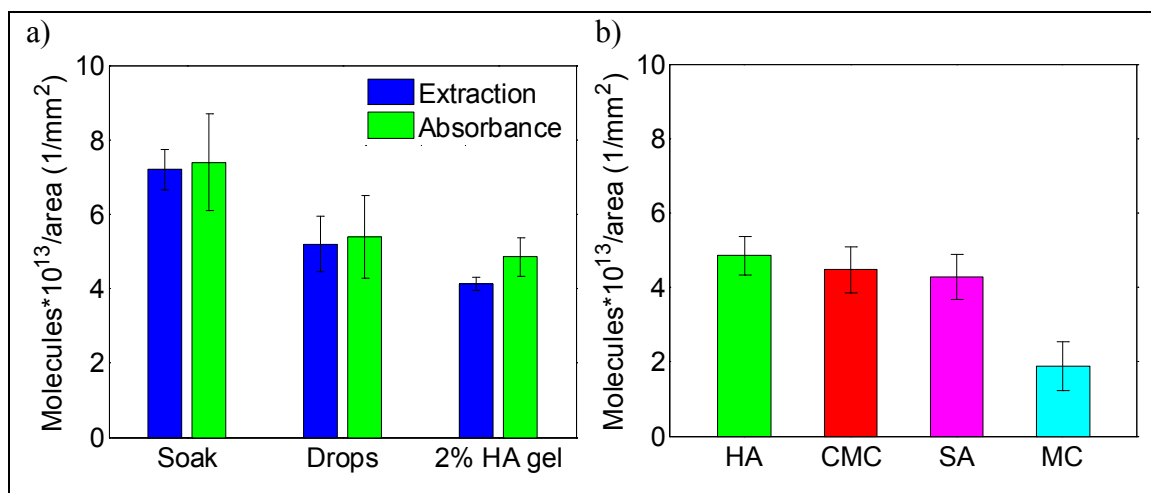 a)
Molecules*10^13/area (1/mm^2)
10
8
6
4
2
0
Extraction
Absorbance
Soak Drops 2% HA gel
b)
Molecules*10^13/area (1/mm^2)
10
8
6
4
2
0
HA CMC SA MC